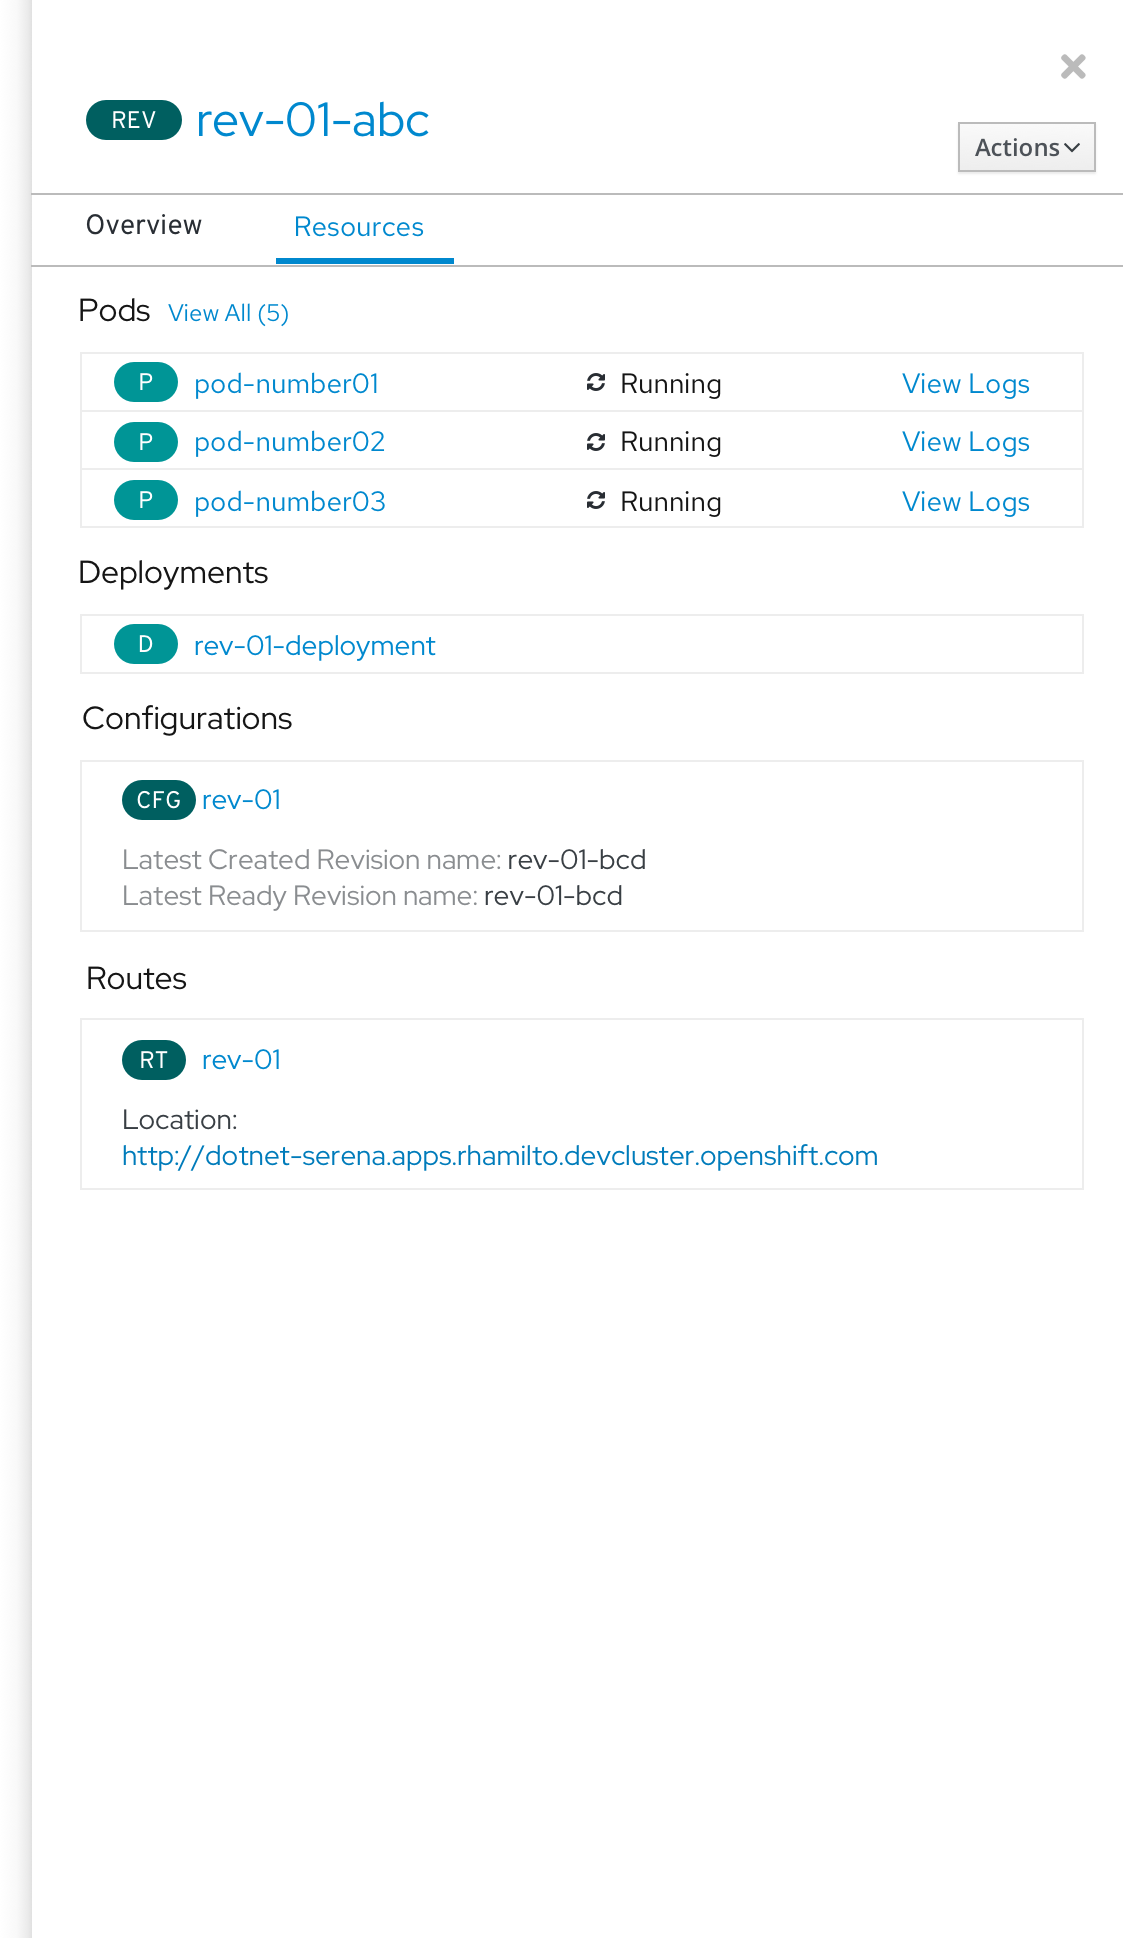 REV rev-01-abc
Actions
Overview Resources
Pods View All (5)
P pod-number01 Running View Logs
P pod-number02 Running View Logs
P pod-number03 Running View Logs
Deployments
D rev-01-deployment
Configurations
CFG rev-01
Latest Created Revision name: rev-01-bcd
Latest Ready Revision name: rev-01-bcd
Routes
RT rev-01
Location:
http://dotnet-serena.apps.rhamilto.devcluster.openshift.com